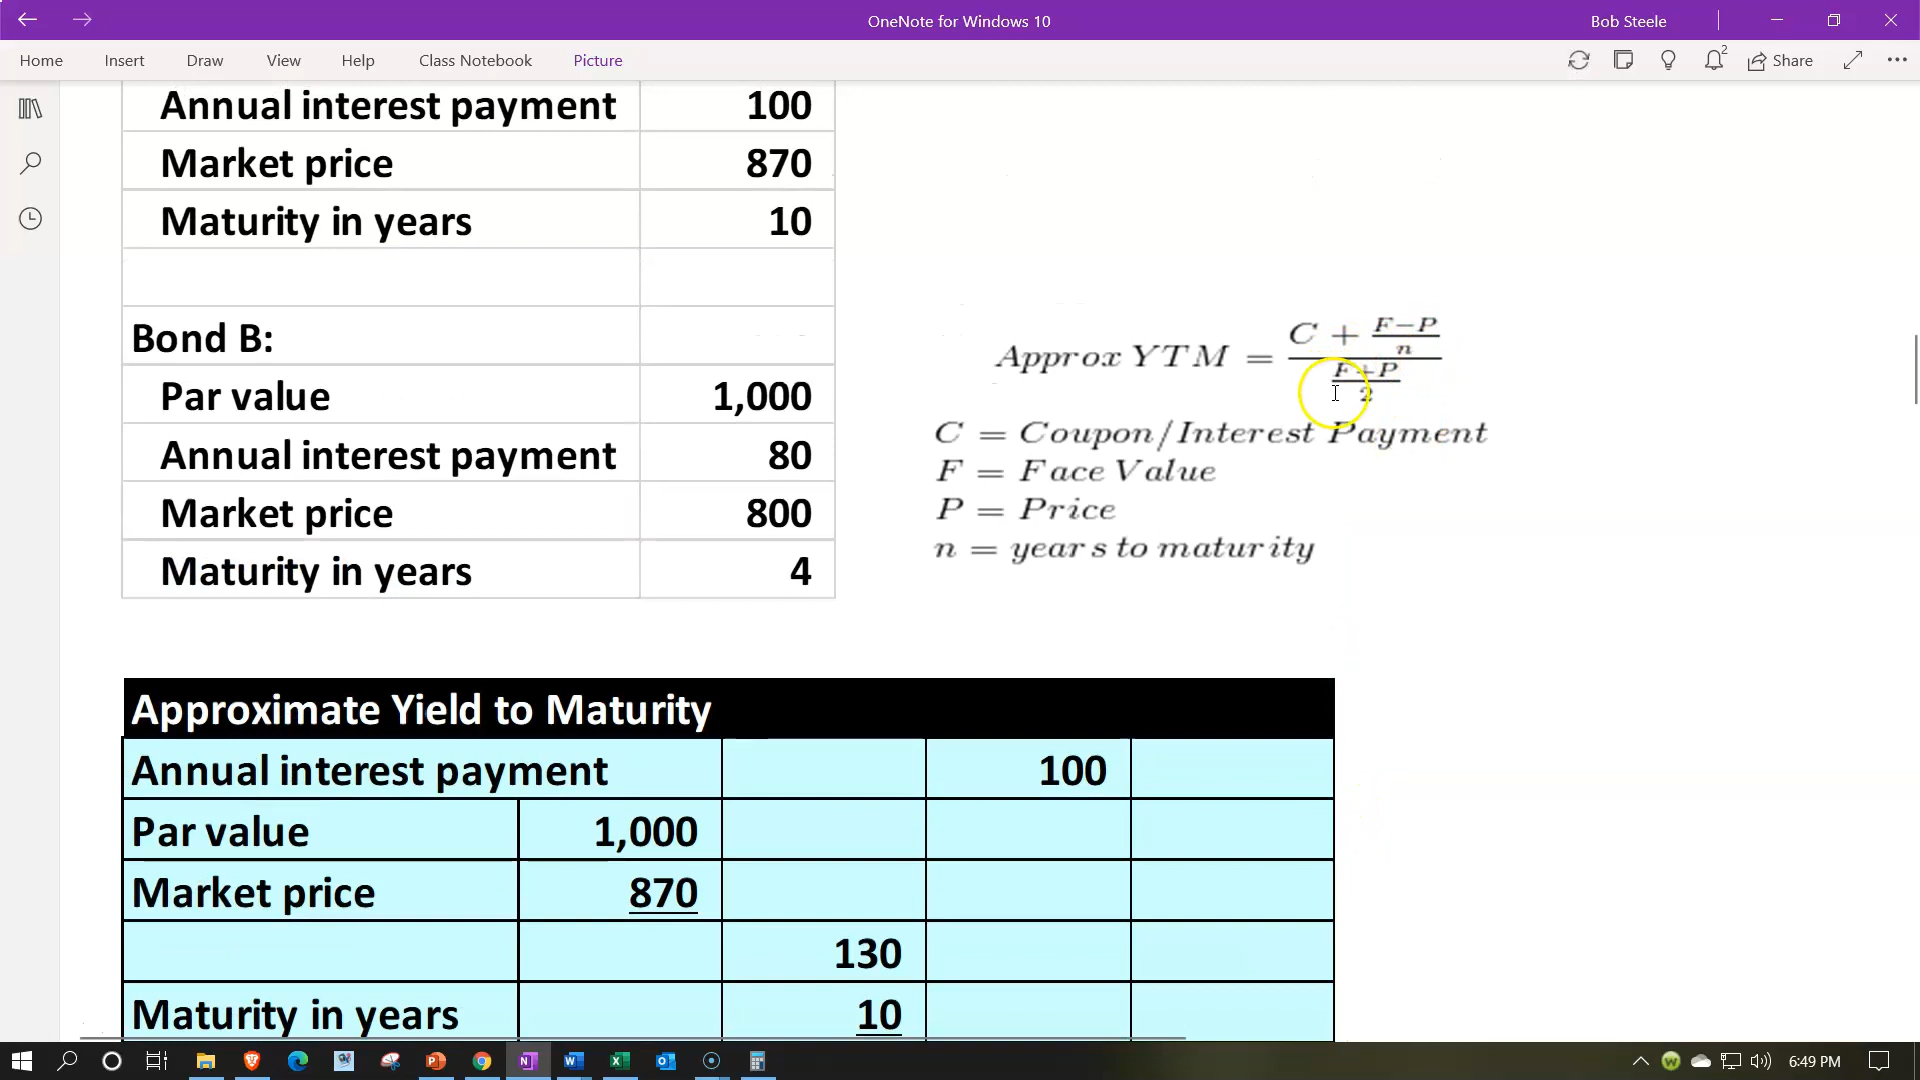 OneNote for Windows 10
Bob Steele
Home Insert Draw View Help Class Notebook Picture
2
Share
Annual interest payment 100
Market price 870
Maturity in years 10
Bond B:
Par value 1,000
Annual interest payment 80
Market price 800
Maturity in years 4
Approx YTM = (C + (F-P)/n) / ((F+P)/2)
C = Coupon/Interest Payment
F = Face Value
P = Price
n = years to maturity
Approximate Yield to Maturity
Annual interest payment 100
Par value 1,000
Market price 870
130
Maturity in years 10
6:49 PM